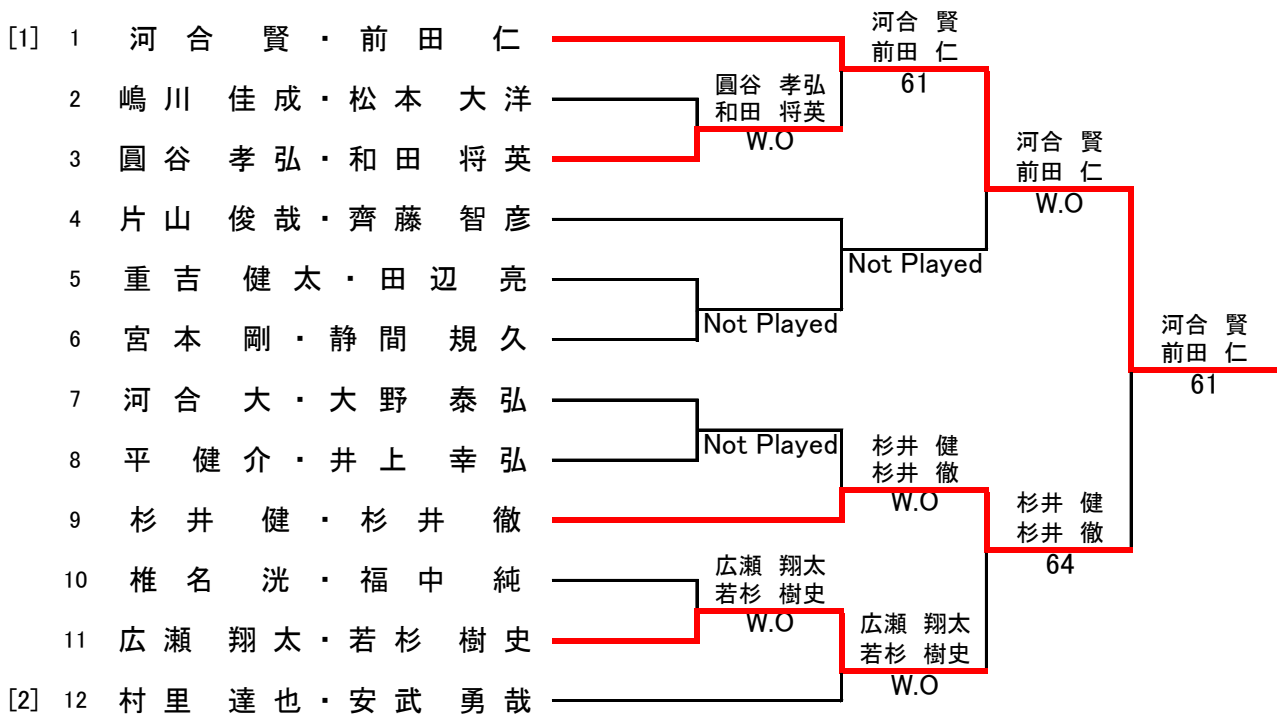 [1] 1 河合 賢・前田 仁
2 嶋川 佳成・松本 大洋
3 圓谷 孝弘・和田 将英
4 片山 俊哉・齊藤 智彦
5 重吉 健太・田辺 亮
6 宮本 剛・静間 規久
7 河合 大・大野 泰弘
8 平 健介・井上 幸弘
9 杉井 健・杉井 徹
10 椎名 洸・福中 純
11 広瀬 翔太・若杉 樹史
[2] 12 村里 達也・安武 勇哉
圓谷 孝弘
和田 将英
W.O
Not Played
Not Played
広瀬 翔太
若杉 樹史
W.O
河合 賢
前田 仁
61
Not Played
杉井 健
杉井 徹
W.O
広瀬 翔太
若杉 樹史
W.O
河合 賢
前田 仁
W.O
杉井 健
杉井 徹
64
河合 賢
前田 仁
61